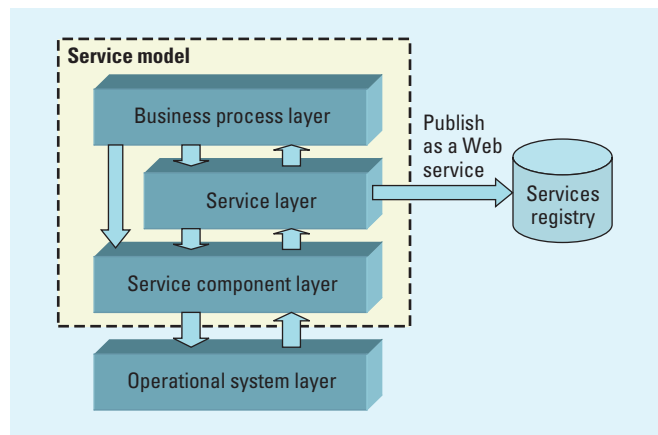 Service model
Business process layer
Publish
as a Web
service
Service layer
Services
registry
Service component layer
Operational system layer